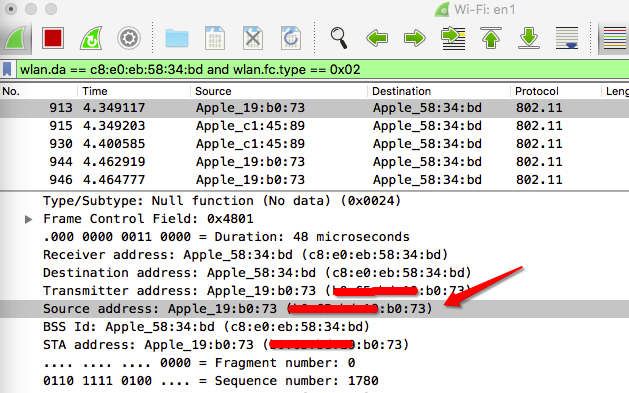 Wi-Fi: en1
wlan.da == c8:e0:eb:58:34:bd and wlan.fc.type == 0x02
No. Time Source Destination Protocol Leng
913 4.349117 Apple_19:b0:73 Apple_58:34:bd 802.11
915 4.349203 Apple_c1:45:89 Apple_58:34:bd 802.11
930 4.400585 Apple_c1:45:89 Apple_58:34:bd 802.11
944 4.462919 Apple_19:b0:73 Apple_58:34:bd 802.11
946 4.464777 Apple_19:b0:73 Apple_58:34:bd 802.11
Type/Subtype: Null function (No data) (0x0024)
Frame Control Field: 0x4801
.000 0000 0011 0000 = Duration: 48 microseconds
Receiver address: Apple_58:34:bd (c8:e0:eb:58:34:bd)
Destination address: Apple_58:34:bd (c8:e0:eb:58:34:bd)
Transmitter address: Apple_19:b0:73 ( :b0:73)
Source address: Apple_19:b0:73 ( :b0:73)
BSS Id: Apple_58:34:bd (c8:e0:eb:58:34:bd)
STA address: Apple_19:b0:73 ( :b0:73)
.... .... .... 0000 = Fragment number: 0
0110 1111 0100 .... = Sequence number: 1780